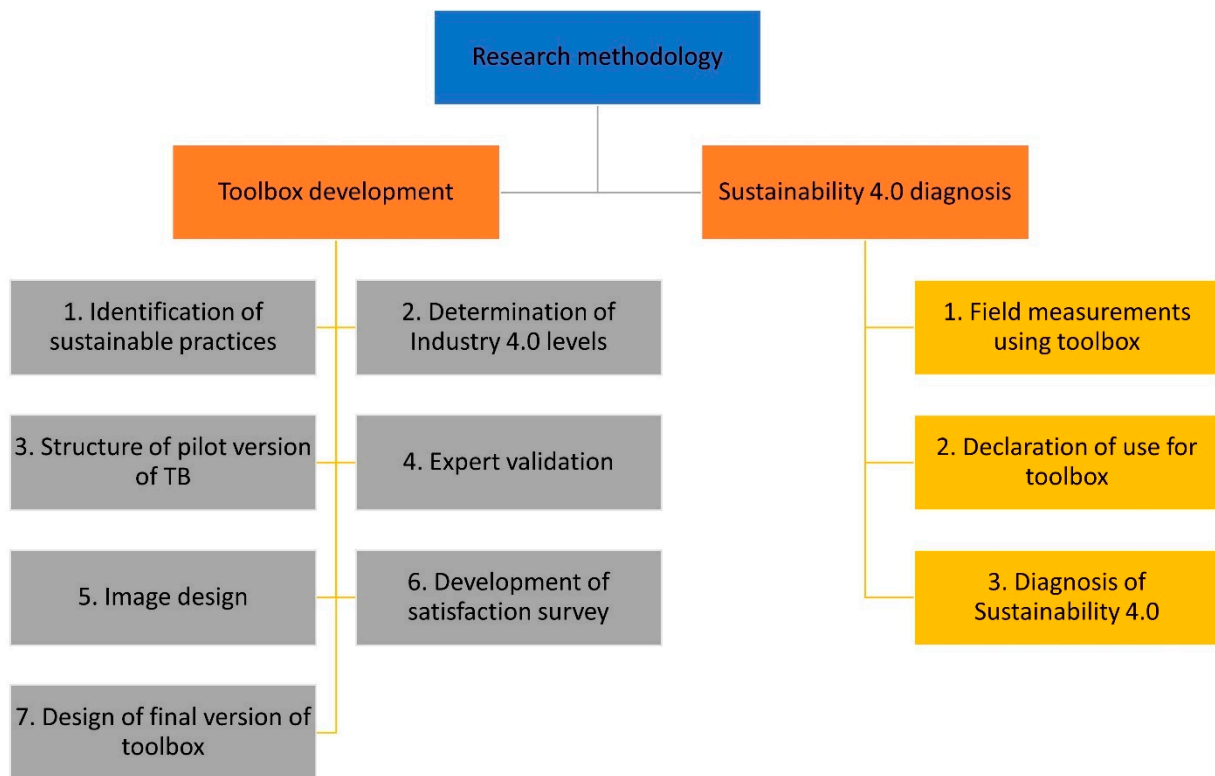 Research methodology
Toolbox development
Sustainability 4.0 diagnosis
1. Identification of
sustainable practices
2. Determination of
Industry 4.0 levels
1. Field measurements
using toolbox
3. Structure of pilot version
of TB
4. Expert validation
2. Declaration of use for
toolbox
5. Image design
6. Development of
satisfaction survey
3. Diagnosis of
Sustainability 4.0
7. Design of final version of
toolbox